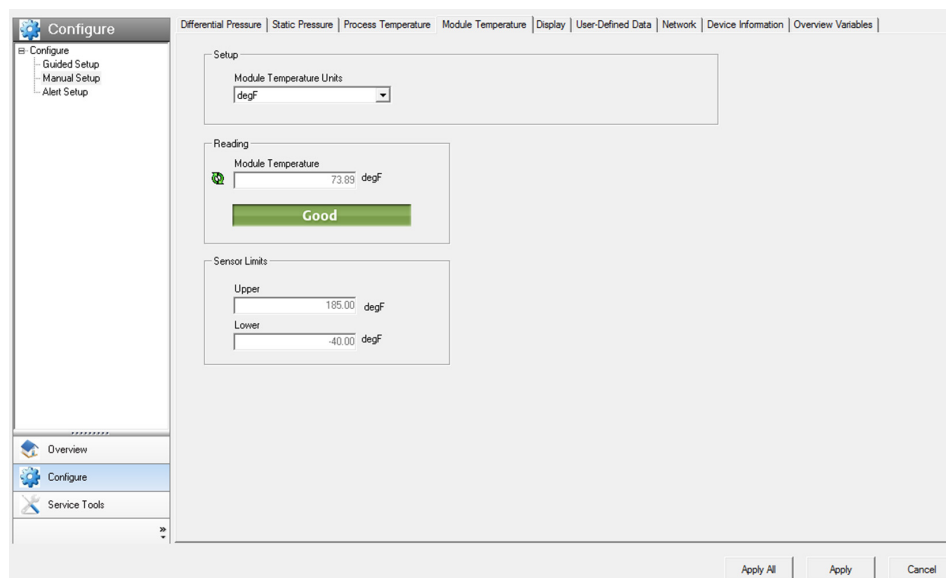 Configure
Differential Pressure | Static Pressure | Process Temperature | Module Temperature | Display | User-Defined Data | Network | Device Information | Overview Variables |
Configure
Guided Setup
Manual Setup
Alert Setup
Setup
Module Temperature Units
degF
Reading
Module Temperature
73.89 degF
Good
Sensor Limits
Upper
185.00 degF
Lower
-40.00 degF
Overview
Configure
Service Tools
»
Apply All
Apply
Cancel